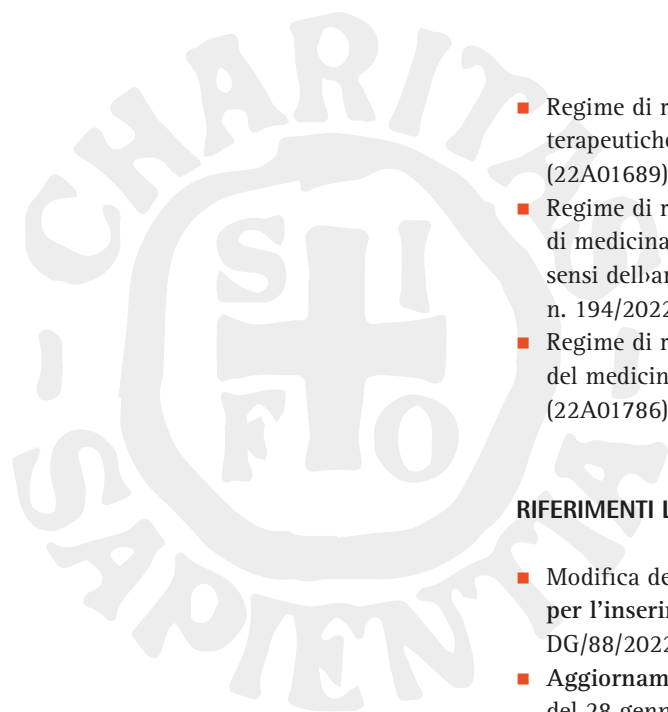 CHARITAS – SAPIENTIA –
S I
F O
■ Regime di r
terapeutiche
(22A01689)
■ Regime di r
di medicina
sensi dell›ar
n. 194/2022
■ Regime di r
del medicin
(22A01786)
RIFERIMENTI L
■ Modifica de
per l’inserir
DG/88/2022
■ Aggiornam
del 28 genn